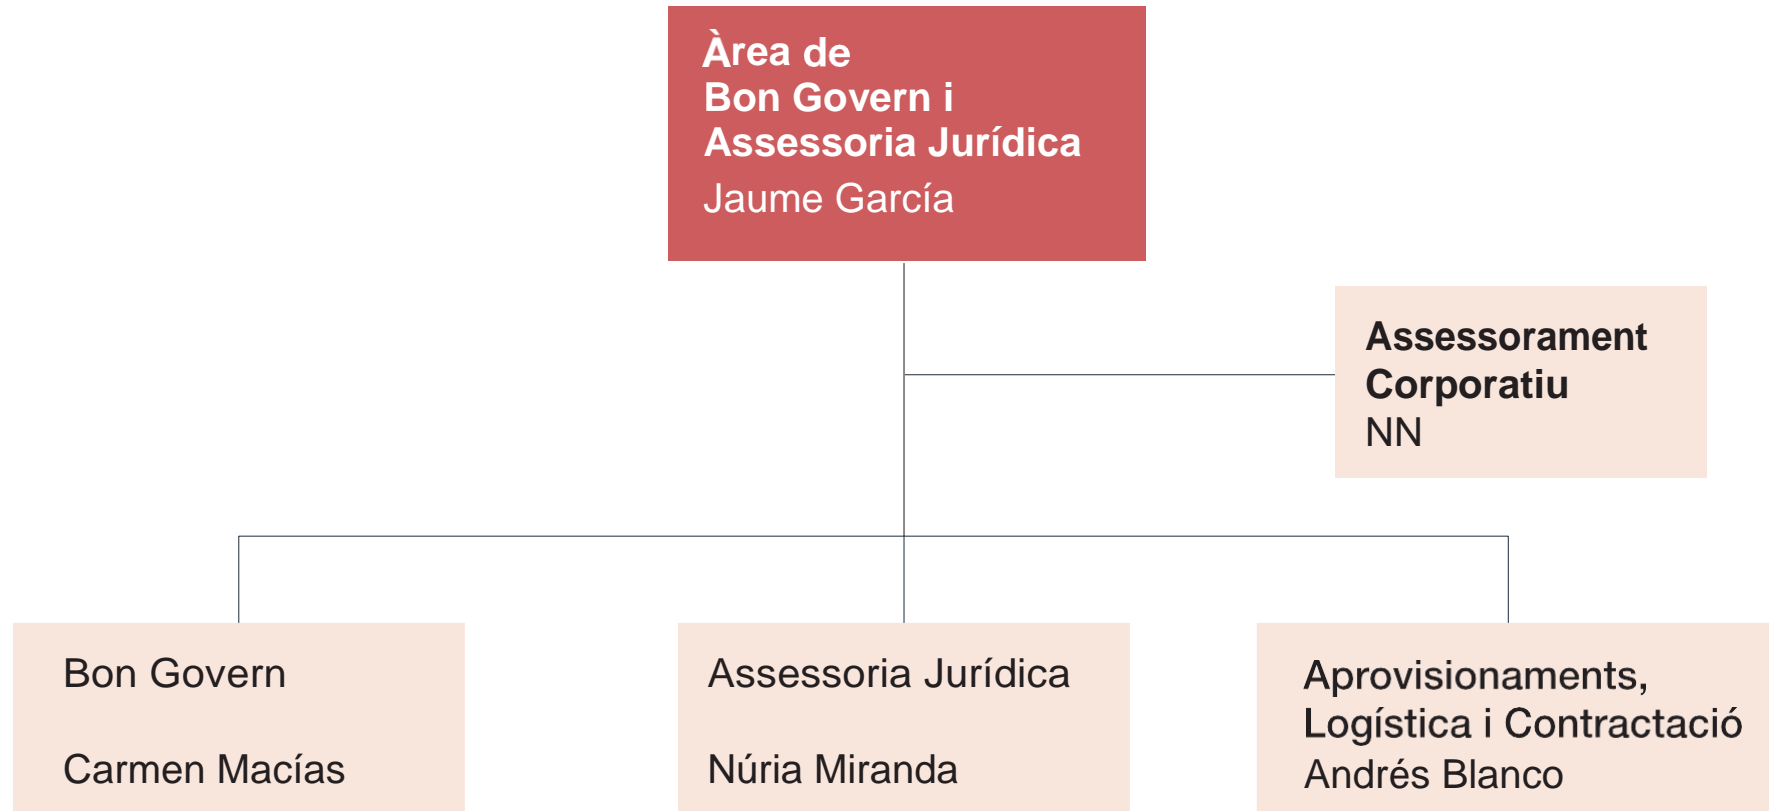 Àrea de
Bon Govern i
Assessoria Jurídica
Jaume García
Assessorament
Corporatiu
NN
Bon Govern
Carmen Macías
Assessoria Jurídica
Núria Miranda
Aprovisionaments,
Logística i Contractació
Andrés Blanco